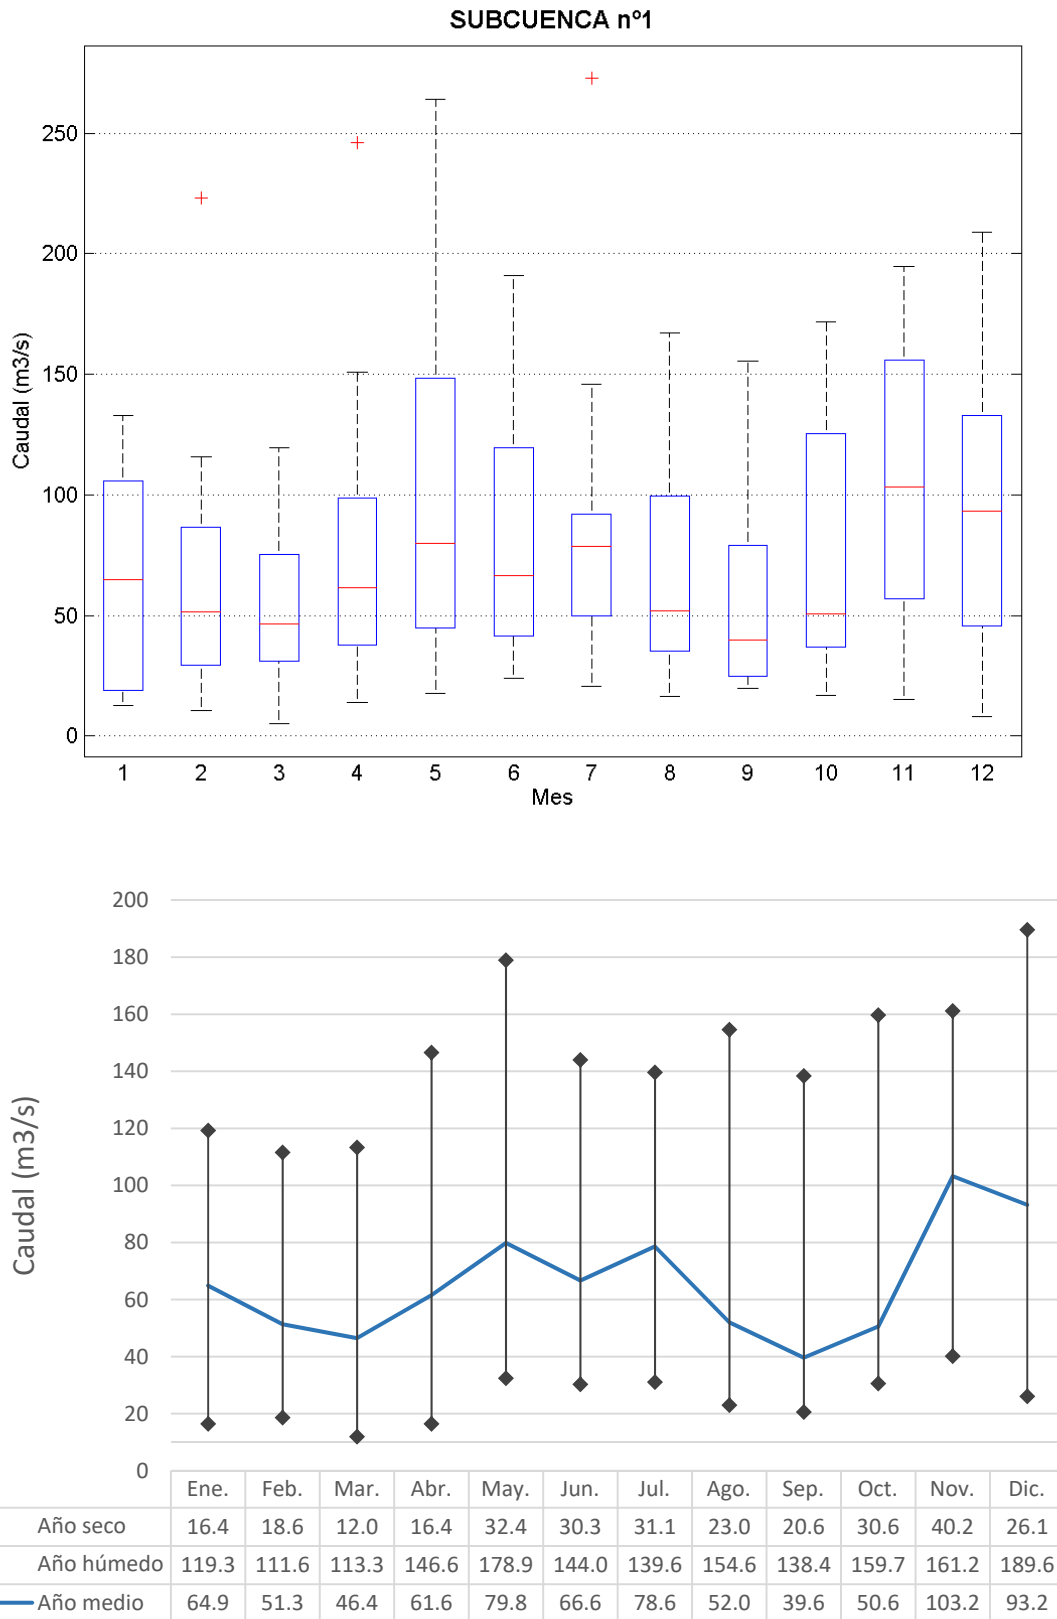 SUBCUENCA nº1
Caudal (m3/s)
250
200
150
100
50
0
1 2 3 4 5 6 7 8 9 10 11 12
Mes
Caudal (m3/s)
200
180
160
140
120
100
80
60
40
20
0
Ene. Feb. Mar. Abr. May. Jun. Jul. Ago. Sep. Oct. Nov. Dic.
Año seco 16.4 18.6 12.0 16.4 32.4 30.3 31.1 23.0 20.6 30.6 40.2 26.1
Año húmedo 119.3 111.6 113.3 146.6 178.9 144.0 139.6 154.6 138.4 159.7 161.2 189.6
Año medio 64.9 51.3 46.4 61.6 79.8 66.6 78.6 52.0 39.6 50.6 103.2 93.2